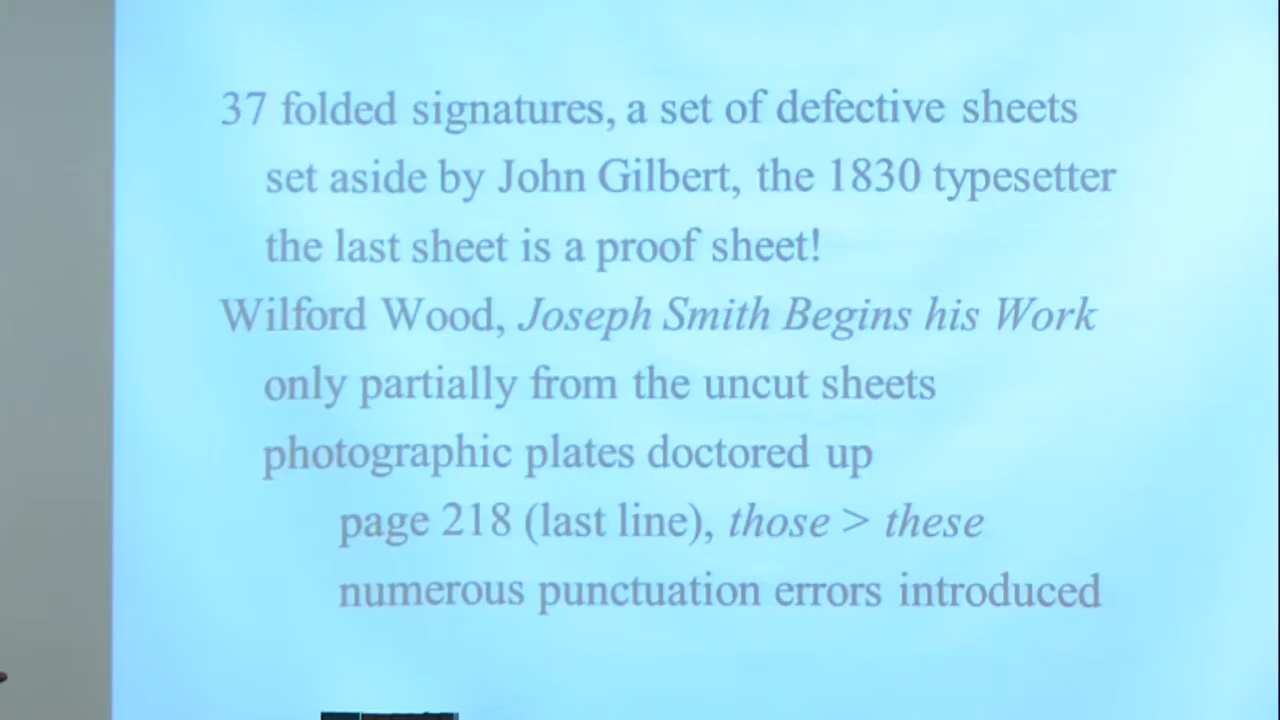 37 folded signatures, a set of defective sheets
set aside by John Gilbert, the 1830 typesetter
the last sheet is a proof sheet!
Wilford Wood, Joseph Smith Begins his Work
only partially from the uncut sheets
photographic plates doctored up
page 218 (last line), those > these
numerous punctuation errors introduced